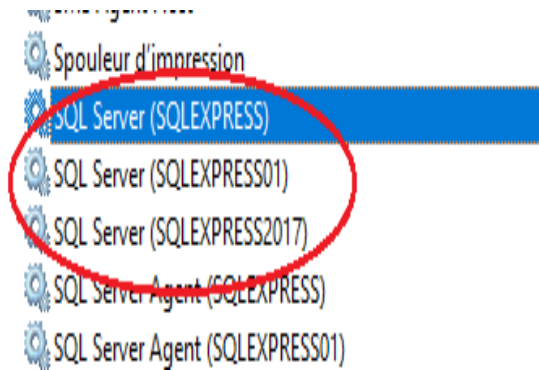 Spouleur d'impression
SQL Server (SQLEXPRESS)
SQL Server (SQLEXPRESS01)
SQL Server (SQLEXPRESS2017)
SQL Server Agent (SQLEXPRESS)
SQL Server Agent (SQLEXPRESS01)